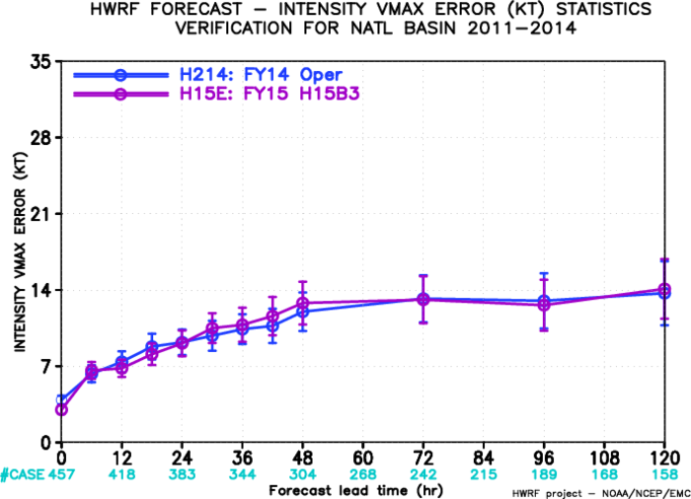 HWRF FORECAST − INTENSITY VMAX ERROR (KT) STATISTICS
VERIFICATION FOR NATL BASIN 2011−2014
H214: FY14 Oper
H15E: FY15 H15B3
INTENSITY VMAX ERROR (KT)
35
28
21
14
7
0
0 12 24 36 48 60 72 84 96 108 120
#CASE 457 418 383 344 304 268 242 215 189 168 158
Forecast lead time (hr)
HWRF project − NOAA/NCEP/EMC